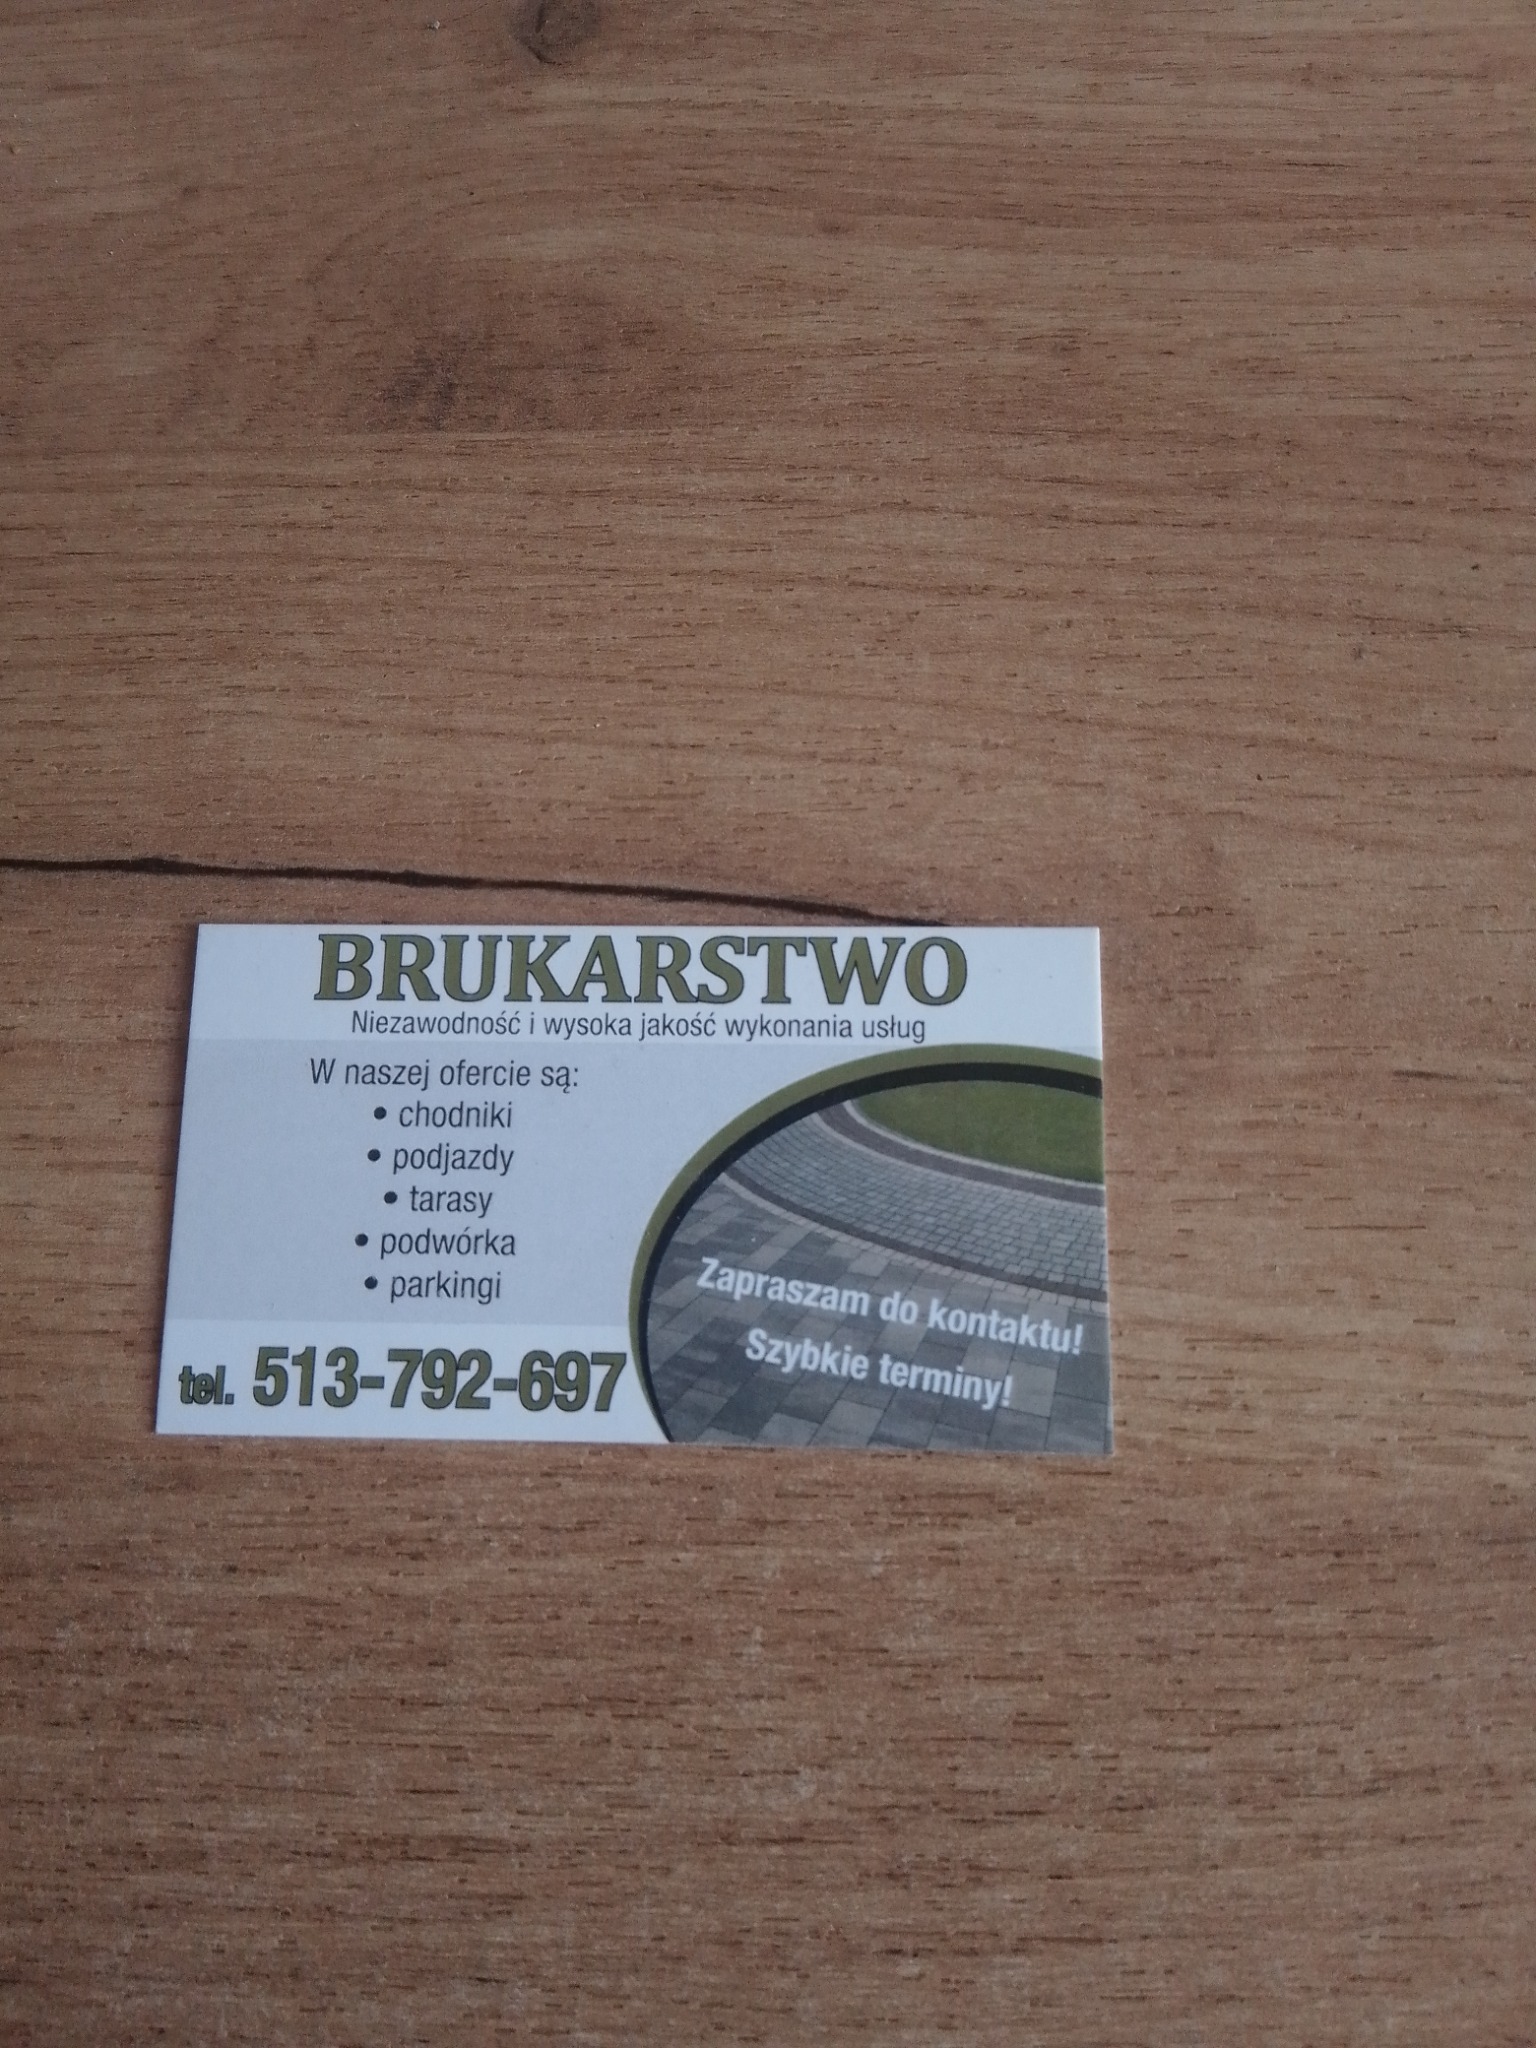 BRUKARSTWO
Niezawodność i wysoka jakość wykonania usług
W naszej ofercie są:
• chodniki
• podjazdy
• tarasy
• podwórka
• parkingi
tel. 513-792-697
Zapraszam do kontaktu!
Szybkie terminy!